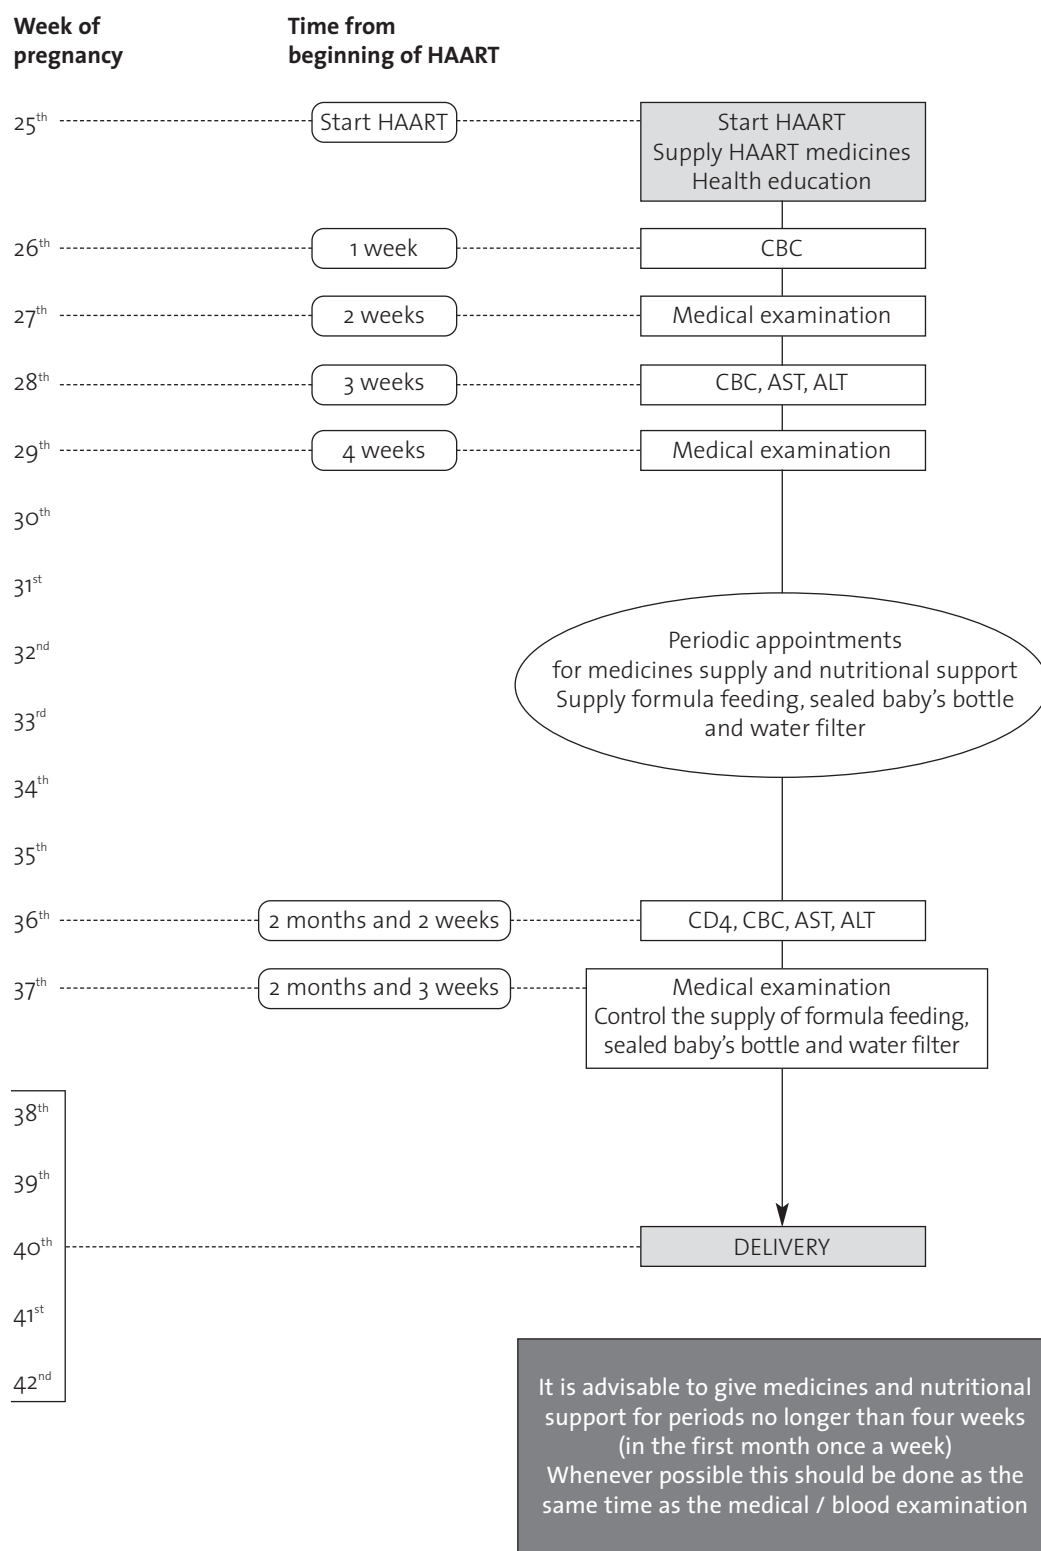 Week of
pregnancy
Time from
beginning of HAART
25th
Start HAART
Start HAART
Supply HAART medicines
Health education
26th
1 week
CBC
27th
2 weeks
Medical examination
28th
3 weeks
CBC, AST, ALT
29th
4 weeks
Medical examination
30th
31st
32nd
33rd
34th
35th
Periodic appointments
for medicines supply and nutritional support
Supply formula feeding, sealed baby's bottle
and water filter
36th
2 months and 2 weeks
CD4, CBC, AST, ALT
37th
2 months and 3 weeks
Medical examination
Control the supply of formula feeding,
sealed baby's bottle and water filter
38th
39th
40th
DELIVERY
41st
42nd
It is advisable to give medicines and nutritional
support for periods no longer than four weeks
(in the first month once a week)
Whenever possible this should be done as the
same time as the medical / blood examination